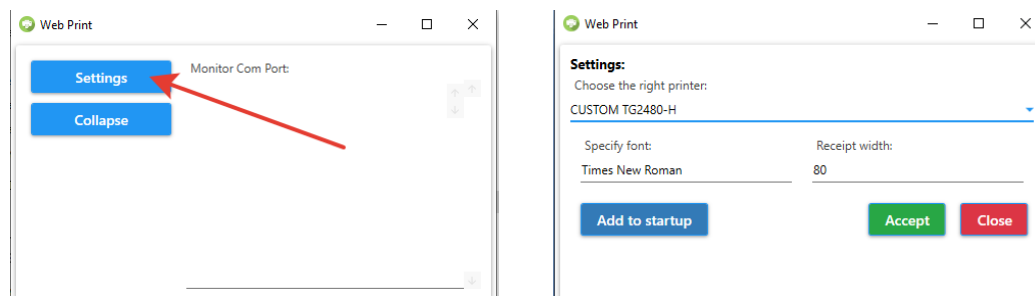 Web Print
Settings
Monitor Com Port:
Collapse
Web Print
Settings:
Choose the right printer:
CUSTOM TG2480-H
Specify font:
Receipt width:
Times New Roman
80
Add to startup
Accept
Close